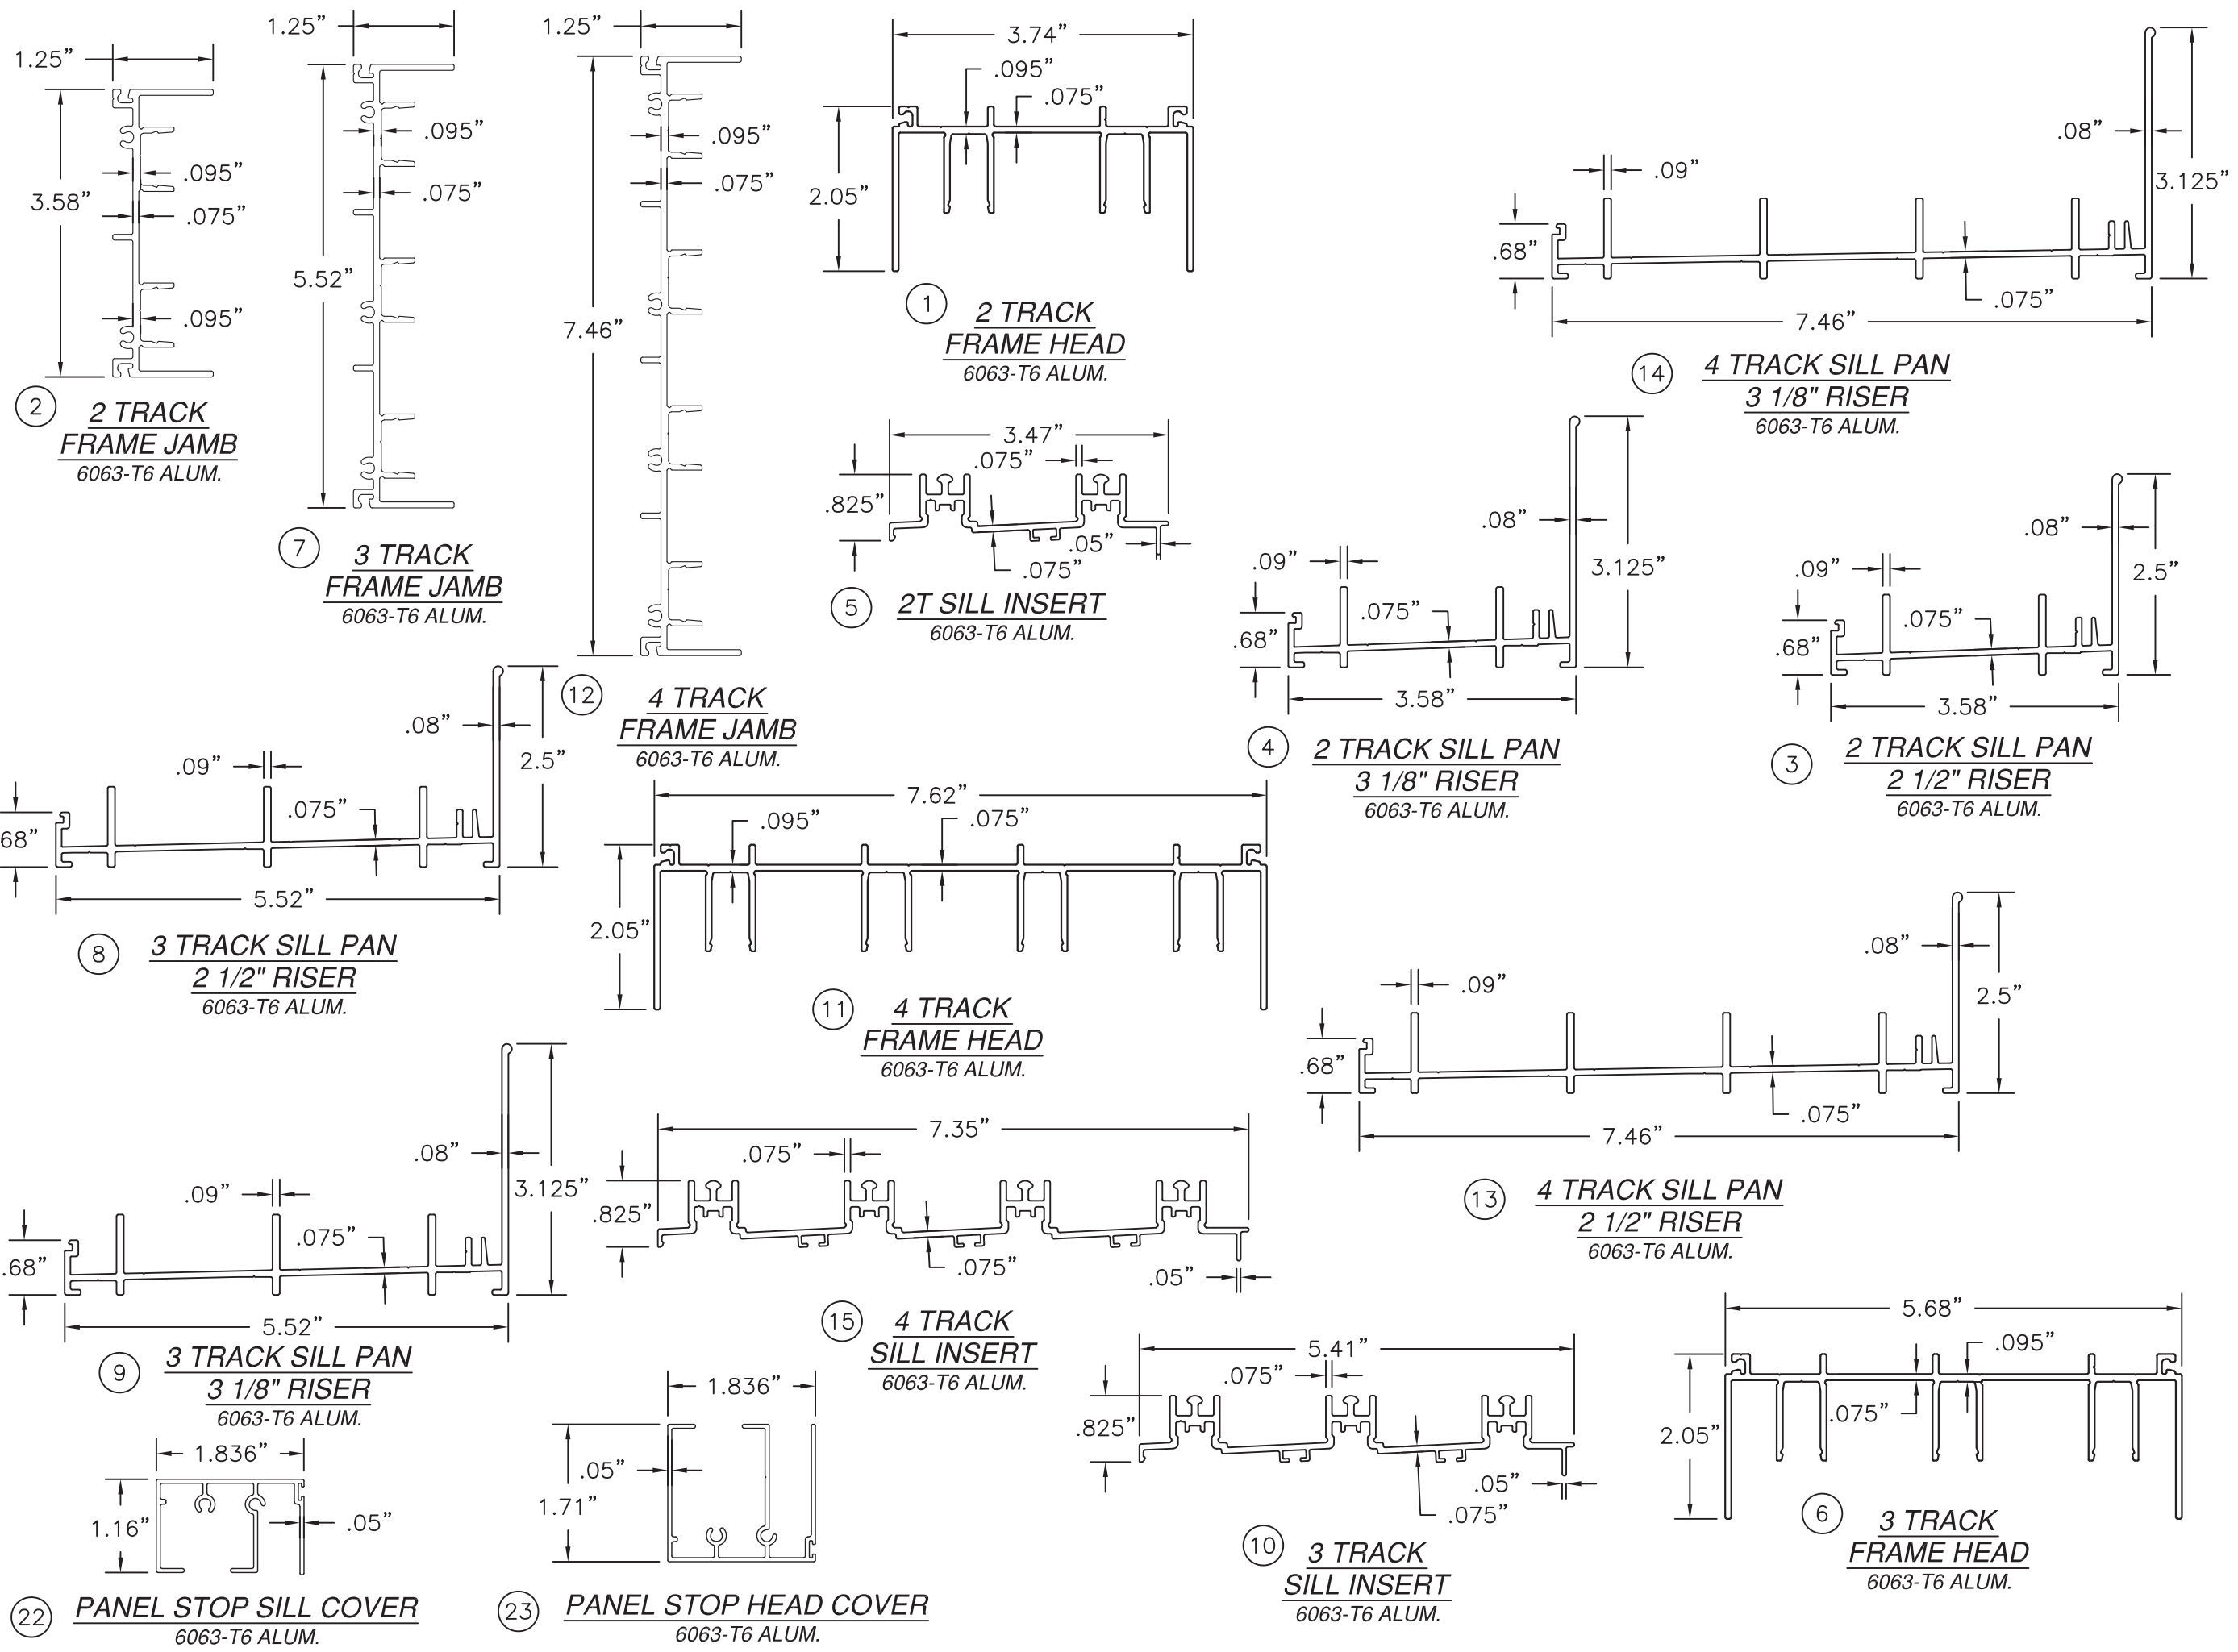 1.25”
3.58”
.095”
.075”
.095”
2
2 TRACK
FRAME JAMB
6063-T6 ALUM.
1.25”
5.52”
.095”
.075”
7
3 TRACK
FRAME JAMB
6063-T6 ALUM.
1.25”
7.46”
.095”
.075”
12
4 TRACK
FRAME JAMB
6063-T6 ALUM.
3.74”
.095”
.075”
2.05”
1
2 TRACK
FRAME HEAD
6063-T6 ALUM.
3.47”
.075”
.825”
.05”
.075”
5
2T SILL INSERT
6063-T6 ALUM.
.08”
.09”
3.125”
.68”
.075”
7.46”
14
4 TRACK SILL PAN
3 1/8" RISER
6063-T6 ALUM.
.08”
.09”
3.125”
.075”
.68”
3.58”
4
2 TRACK SILL PAN
3 1/8" RISER
6063-T6 ALUM.
.08”
.09”
2.5”
.075”
.68”
3.58”
3
2 TRACK SILL PAN
2 1/2" RISER
6063-T6 ALUM.
.08”
.09”
2.5”
.075”
68”
5.52”
8
3 TRACK SILL PAN
2 1/2" RISER
6063-T6 ALUM.
7.62”
.095”
.075”
2.05”
11
4 TRACK
FRAME HEAD
6063-T6 ALUM.
.08”
.09”
2.5”
.68”
.075”
7.46”
13
4 TRACK SILL PAN
2 1/2" RISER
6063-T6 ALUM.
.08”
.09”
3.125”
.075”
.68”
5.52”
9
3 TRACK SILL PAN
3 1/8" RISER
6063-T6 ALUM.
7.35”
.075”
.825”
.075”
.05”
15
4 TRACK
SILL INSERT
6063-T6 ALUM.
5.41”
.075”
.825”
.05”
.075”
10
3 TRACK
SILL INSERT
6063-T6 ALUM.
5.68”
.095”
.075”
2.05”
6
3 TRACK
FRAME HEAD
6063-T6 ALUM.
1.836”
1.16”
.05”
22
PANEL STOP SILL COVER
6063-T6 ALUM.
1.836”
.05”
1.71”
23
PANEL STOP HEAD COVER
6063-T6 ALUM.